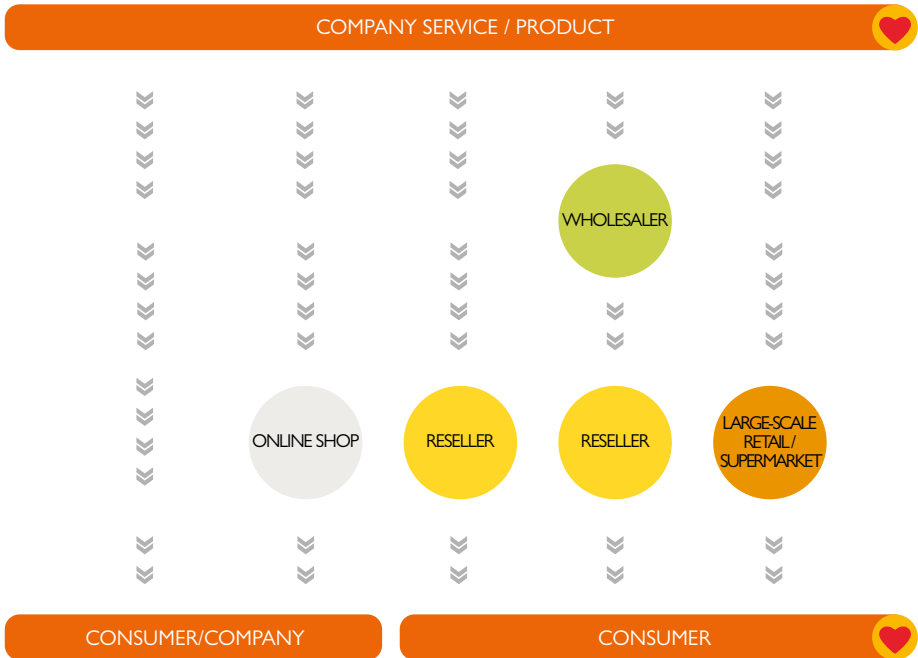 COMPANY SERVICE / PRODUCT
WHOLESALER
ONLINE SHOP
RESELLER
RESELLER
LARGE-SCALE
RETAIL /
SUPERMARKET
CONSUMER/COMPANY
CONSUMER